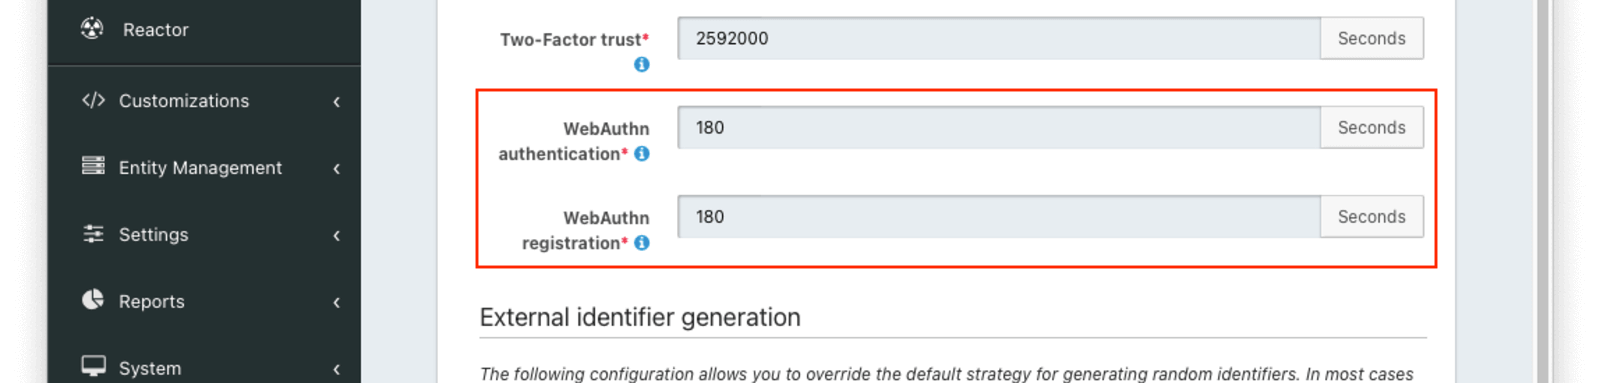 Reactor
Customizations
Entity Management
Settings
Reports
System
Two-Factor trust*
2592000
Seconds
WebAuthn
authentication*
180
Seconds
WebAuthn
registration*
180
Seconds
External identifier generation
The following configuration allows you to override the default strategy for generating random identifiers. In most cases